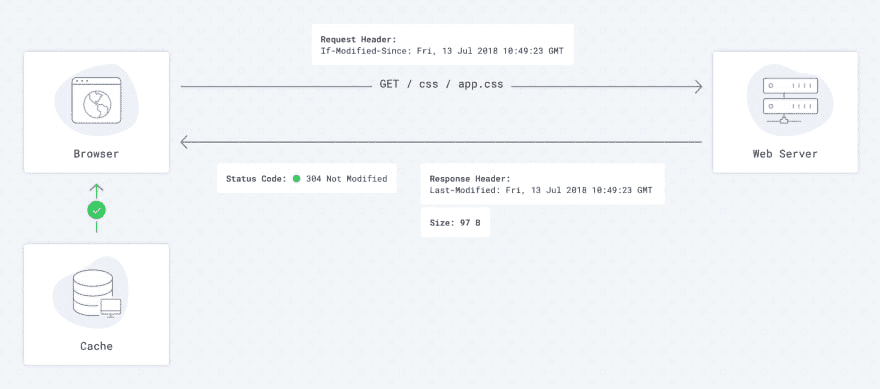 Request Header:
If-Modified-Since: Fri, 13 Jul 2018 10:49:23 GMT
GET / css / app.css
Browser
Web Server
Status Code: 304 Not Modified
Response Header:
Last-Modified: Fri, 13 Jul 2018 10:49:23 GMT
Size: 97 B
Cache